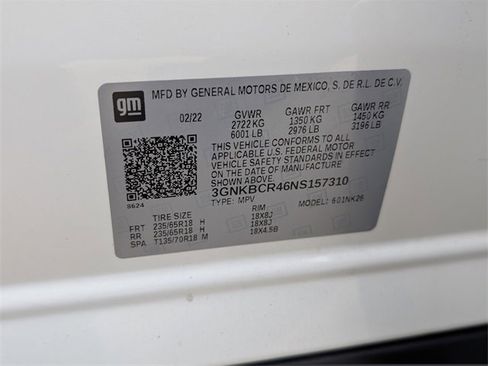 gm
MFD BY GENERAL MOTORS DE MEXICO, S. DE R.L. DE C.V.
02/22 GVWR GAWR FRT GAWR RR
2722 KG 1350 KG 1450 KG
6001 LB 2976 LB 3196 LB
THIS VEHICLE CONFORMS TO ALL
APPLICABLE U.S. FEDERAL MOTOR
VEHICLE SAFETY STANDARDS IN
EFFECT ON THE DATE OF
MANUFACTURE SHOWN ABOVE.
3GNKBCR46NS157310
8624 TYPE: MPV MODEL: 601NK26
TIRE SIZE RIM
FRT 235/65R18 H 18X8J
RR 235/65R18 H 18X8J
SPA T135/70R18 M 18X4.5B